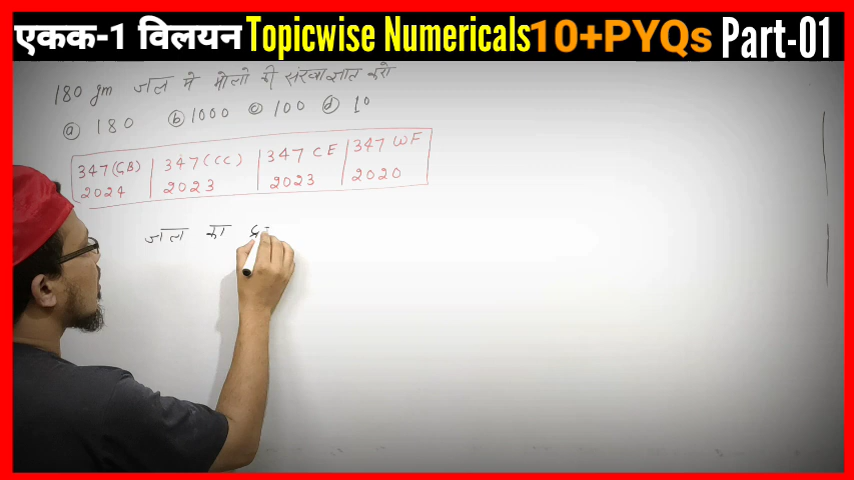 एकक-1 विलयन Topicwise Numericals 10+PYQs Part-01
180 gm जल मे मोलो की संख्या ज्ञात करो
ⓐ 180 ⓑ 1000 ⓒ 100 ⓓ 10
347(GB) 347(CC) 347 CE 347 WF
2024 2023 2023 2020
जल का